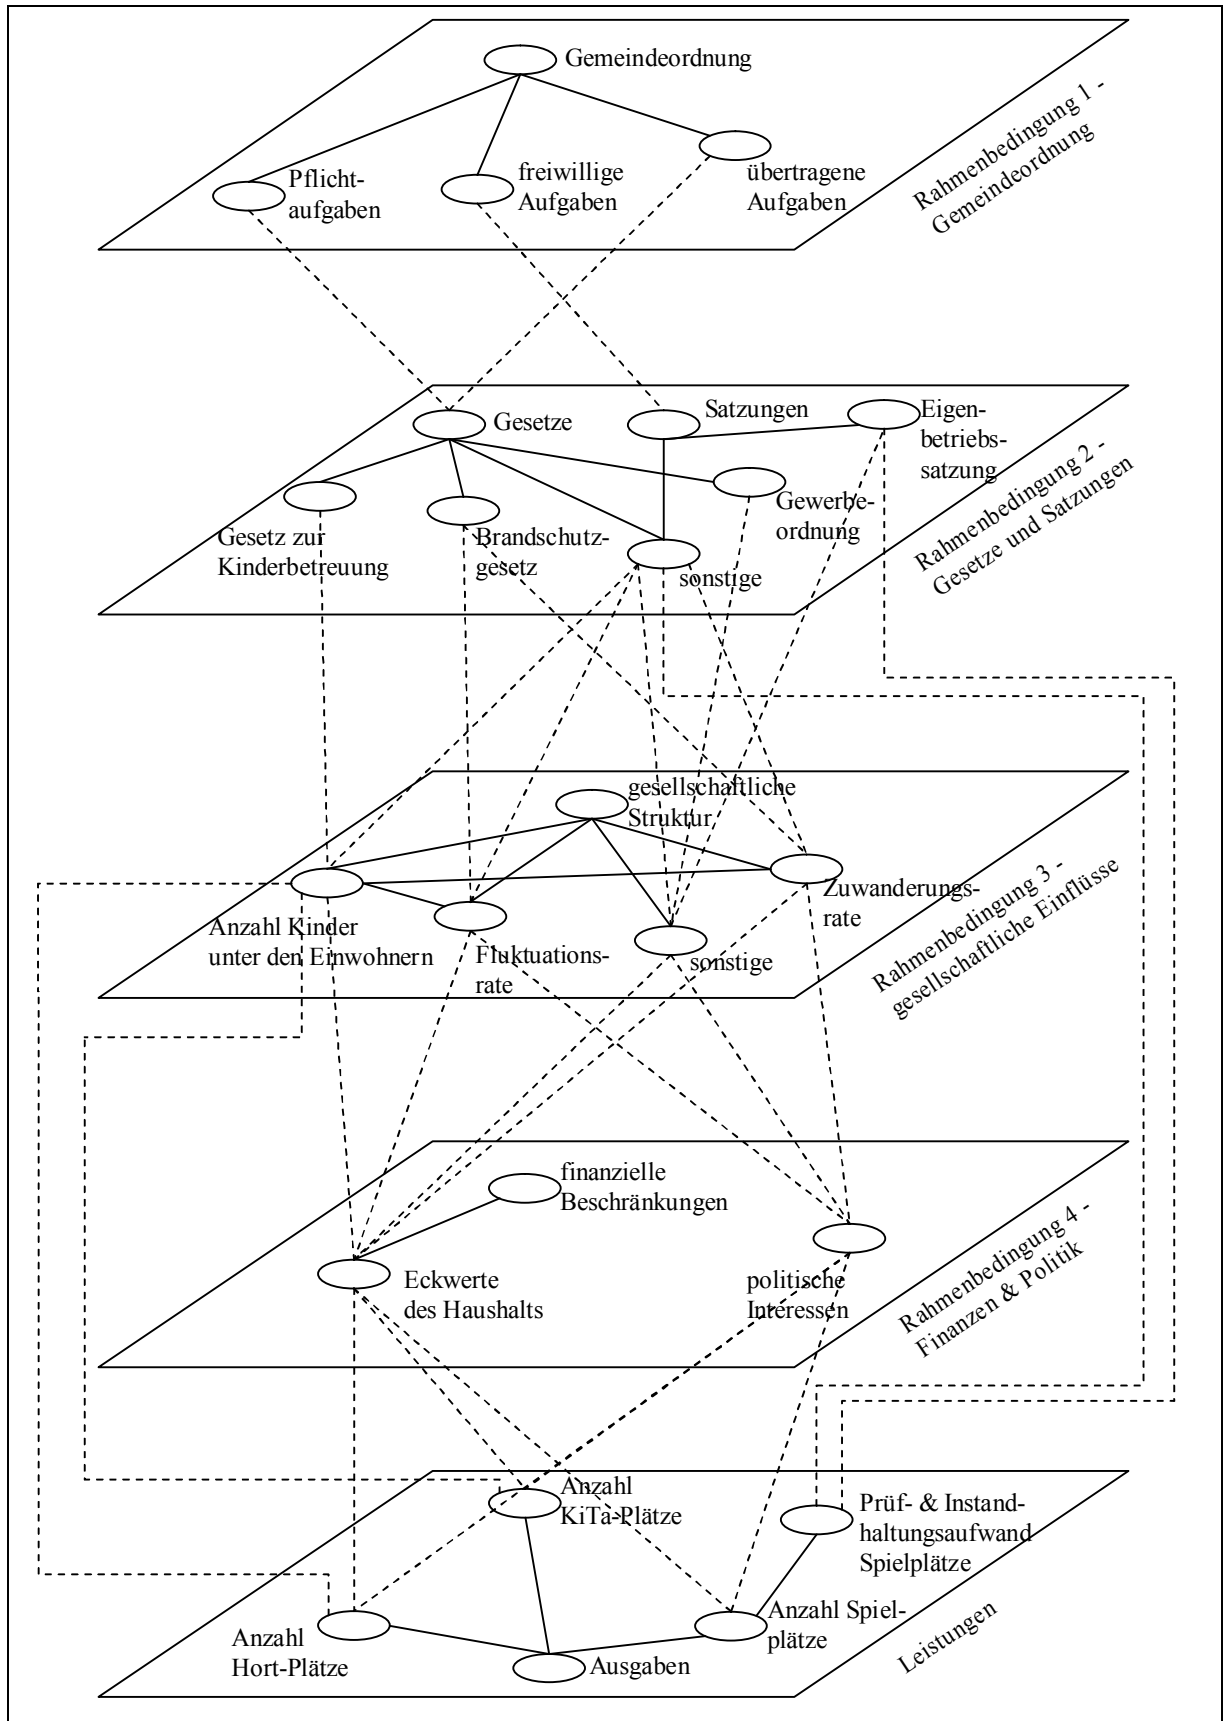 Gemeindeordnung
Pflicht-
aufgaben
freiwillige
Aufgaben
übertragene
Aufgaben
Rahmenbedingung 1 -
Gemeindeordnung
Gesetze
Satzungen
Eigen-
betriebs-
satzung
Gesetz zur
Kinderbetreuung
Brandschutz-
gesetz
sonstige
Gewerbe-
ordnung
Rahmenbedingung 2 -
Gesetze und Satzungen
gesellschaftliche
Struktur
Anzahl Kinder
unter den Einwohnern
Fluktuations-
rate
sonstige
Zuwanderungs-
rate
Rahmenbedingung 3 -
gesellschaftliche Einflüsse
finanzielle
Beschränkungen
Eckwerte
des Haushalts
politische
Interessen
Rahmenbedingung 4 -
Finanzen & Politik
Anzahl
KiTa-Plätze
Prüf- & Instand-
haltungsaufwand
Spielplätze
Anzahl
Hort-Plätze
Ausgaben
Anzahl Spiel-
plätze
Leistungen